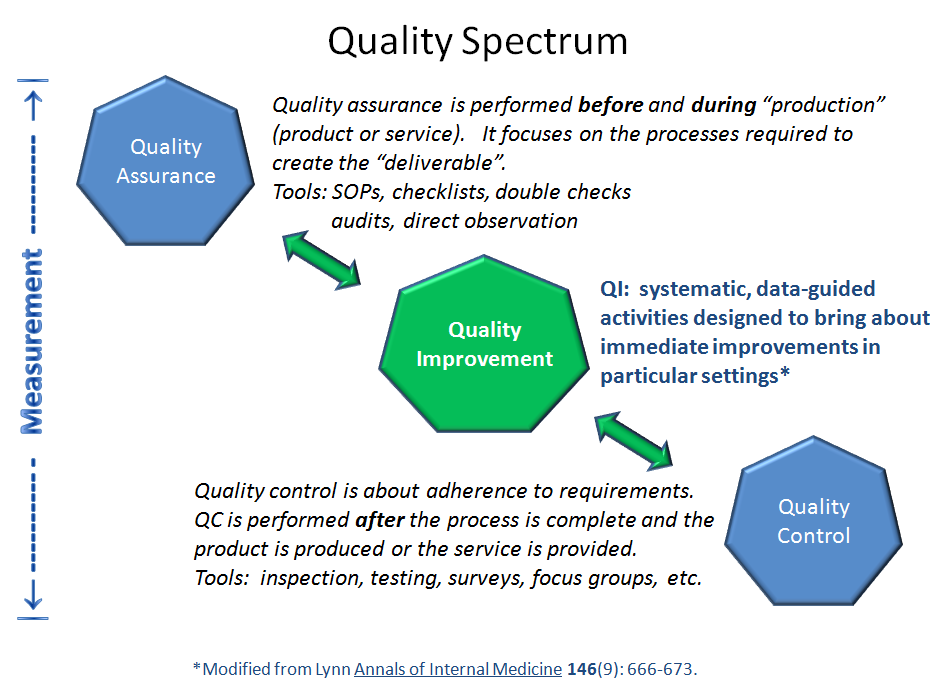 Quality Spectrum
Measurement
Quality
Assurance
Quality assurance is performed before and during “production”
(product or service).   It focuses on the processes required to
create the “deliverable”.
Tools: SOPs, checklists, double checks
audits, direct observation
Quality
Improvement
QI:  systematic, data-guided
activities designed to bring about
immediate improvements in
particular settings*
Quality control is about adherence to requirements.
QC is performed after the process is complete and the
product is produced or the service is provided.
Tools:  inspection, testing, surveys, focus groups, etc.
Quality
Control
*Modified from Lynn Annals of Internal Medicine 146(9): 666-673.